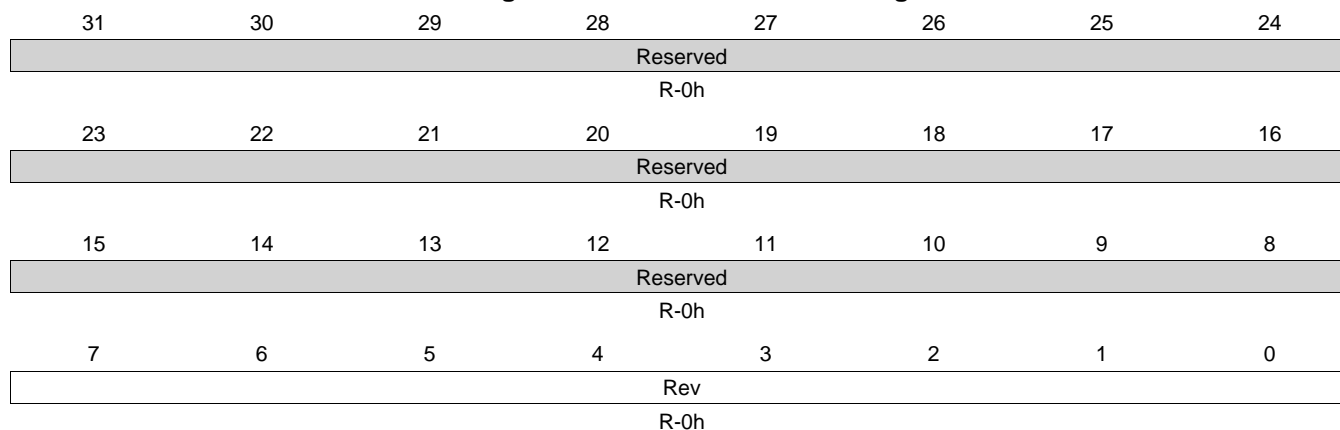 31 30 29 28 27 26 25 24
Reserved
R-0h
23 22 21 20 19 18 17 16
Reserved
R-0h
15 14 13 12 11 10 9 8
Reserved
R-0h
7 6 5 4 3 2 1 0
Rev
R-0h